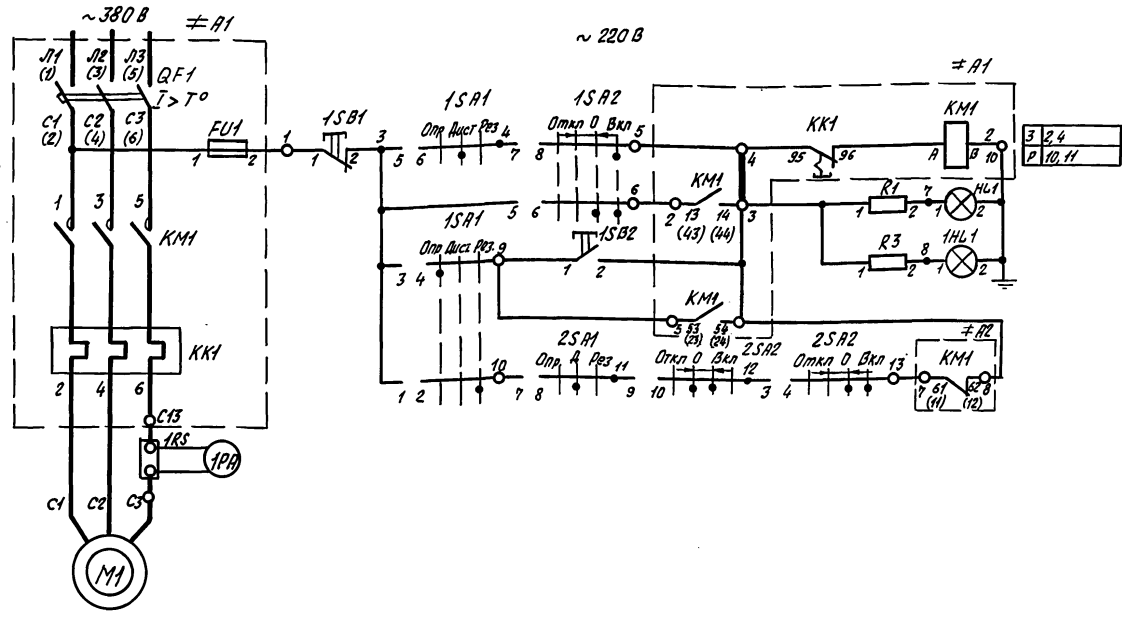 ~380 В
≠A1
~220 В
≠A1
Л1 Л2 Л3
(1) (3) (5)
QF1
I>T°
C1 C2 C3
(2) (4) (6)
FU1
1 2
1
1SB1
1 2
3
1SA1
Опр Дист Рез
5 6 4 7
1SA2
Откл 0 Вкл
8 5
4
KK1
95 96
KM1
A B
2
10
3 2,4
P 10,11
5 6
6
KM1
2 13 14 3
(43) (44)
R1
1 2
7
HL1
1 2
1SA1
Опр Дист Рез.
3 4 9
1SB2
1 2
R3
1 2
8
1HL1
1 2
KM1
5 53 54
(23) (24)
1 3 5
KM1
KK1
2 4 6
1 2
10
7
2SA1
Опр. Д Рез
8 11 9
2SA2
Откл 0 Вкл
10 12 3
2SA2
Откл 0 Вкл
4 13
≠A2
KM1
7 61 62 8
(11) (12)
C13
1RS
1PA
C1 C2 C3
M1